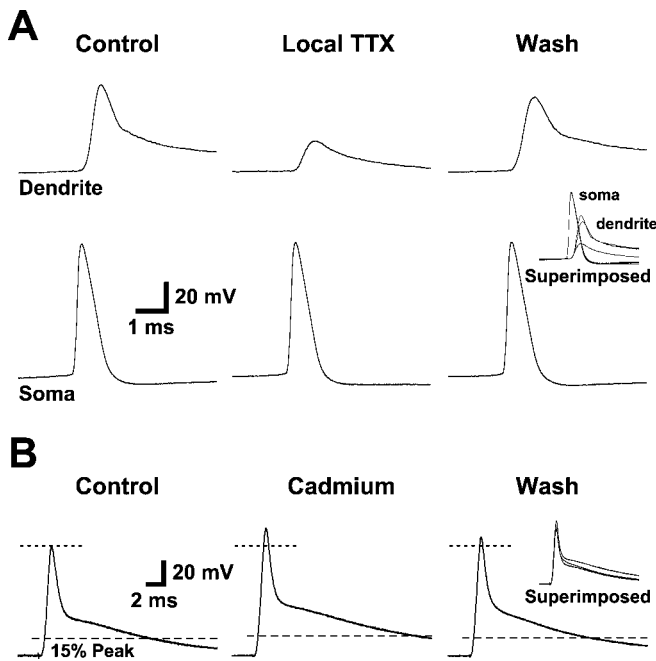 A
Control Local TTX Wash
Dendrite
soma
dendrite
Superimposed
20 mV
1 ms
Soma
B
Control Cadmium Wash
20 mV
2 ms
Superimposed
15% Peak